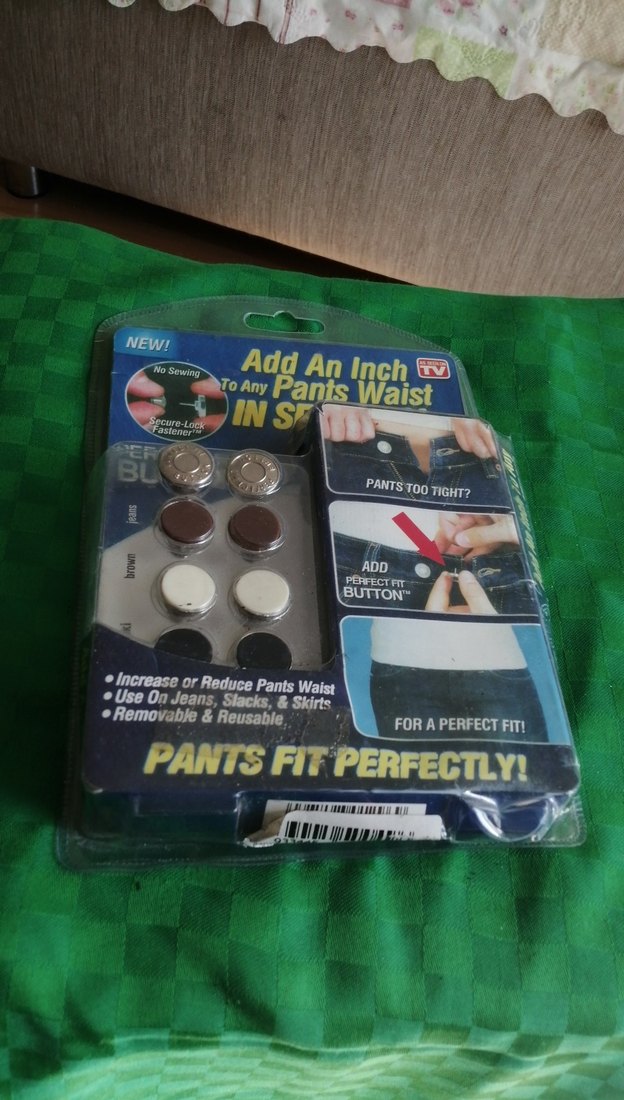 NEW!
Add An Inch
To Any Pants Waist
IN
AS SEEN ON
TV
No Sewing
Secure-Lock
Fastener™
jeans
brown
PANTS TOO TIGHT?
ADD
PERFECT FIT
BUTTON™
FOR A PERFECT FIT!
• Increase or Reduce Pants Waist
• Use On Jeans, Slacks, & Skirts
• Removable & Reusable
PANTS FIT PERFECTLY!